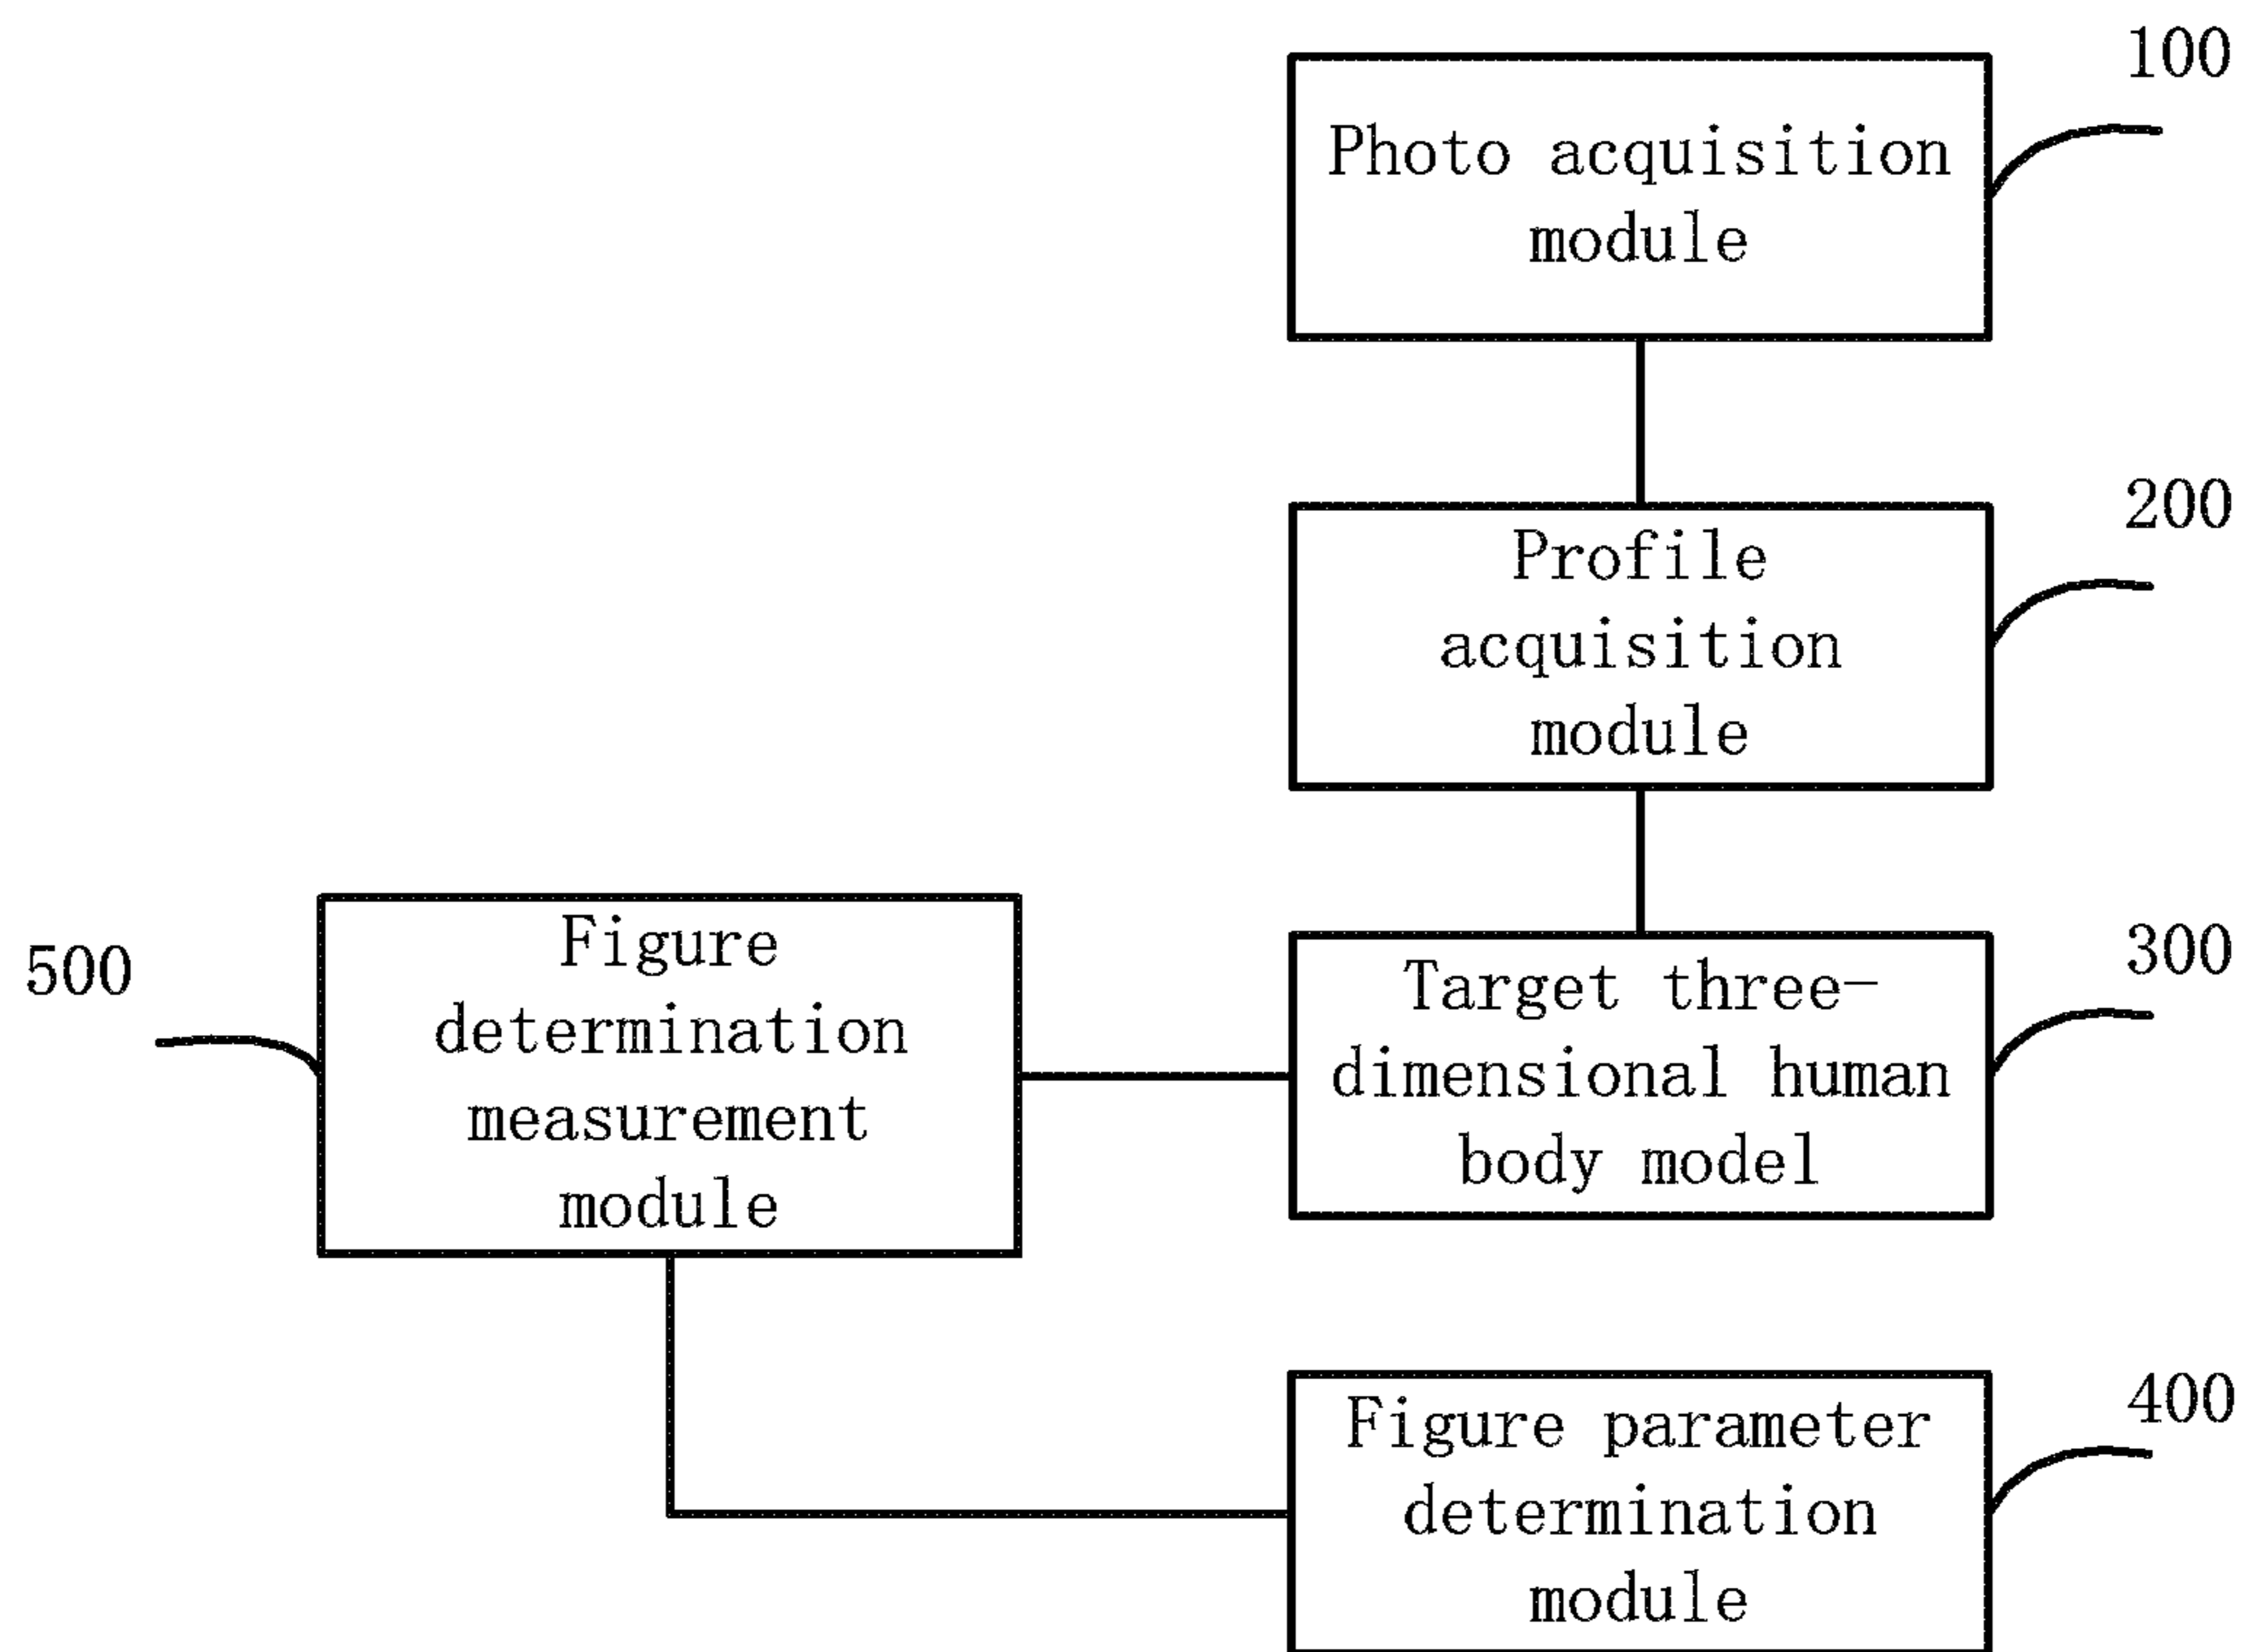 100
Photo acquisition
module
200
Profile
acquisition
module
500
Figure
determination
measurement
module
300
Target three-
dimensional human
body model
400
Figure parameter
determination
module